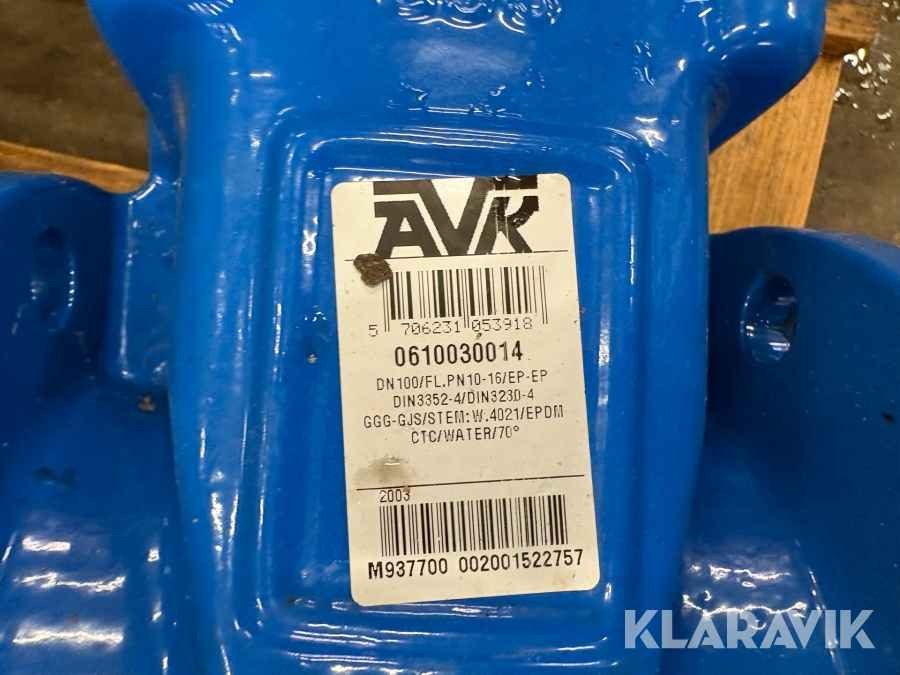 AVK
5 706231 053918
0610030014
DN100/FL.PN10-16/EP-EP
DIN3352-4/DIN3230-4
GGG-GJS/STEM:W.4021/EPDM
CTC/WATER/70°
2003
M937700 002001522757
KLARAVIK